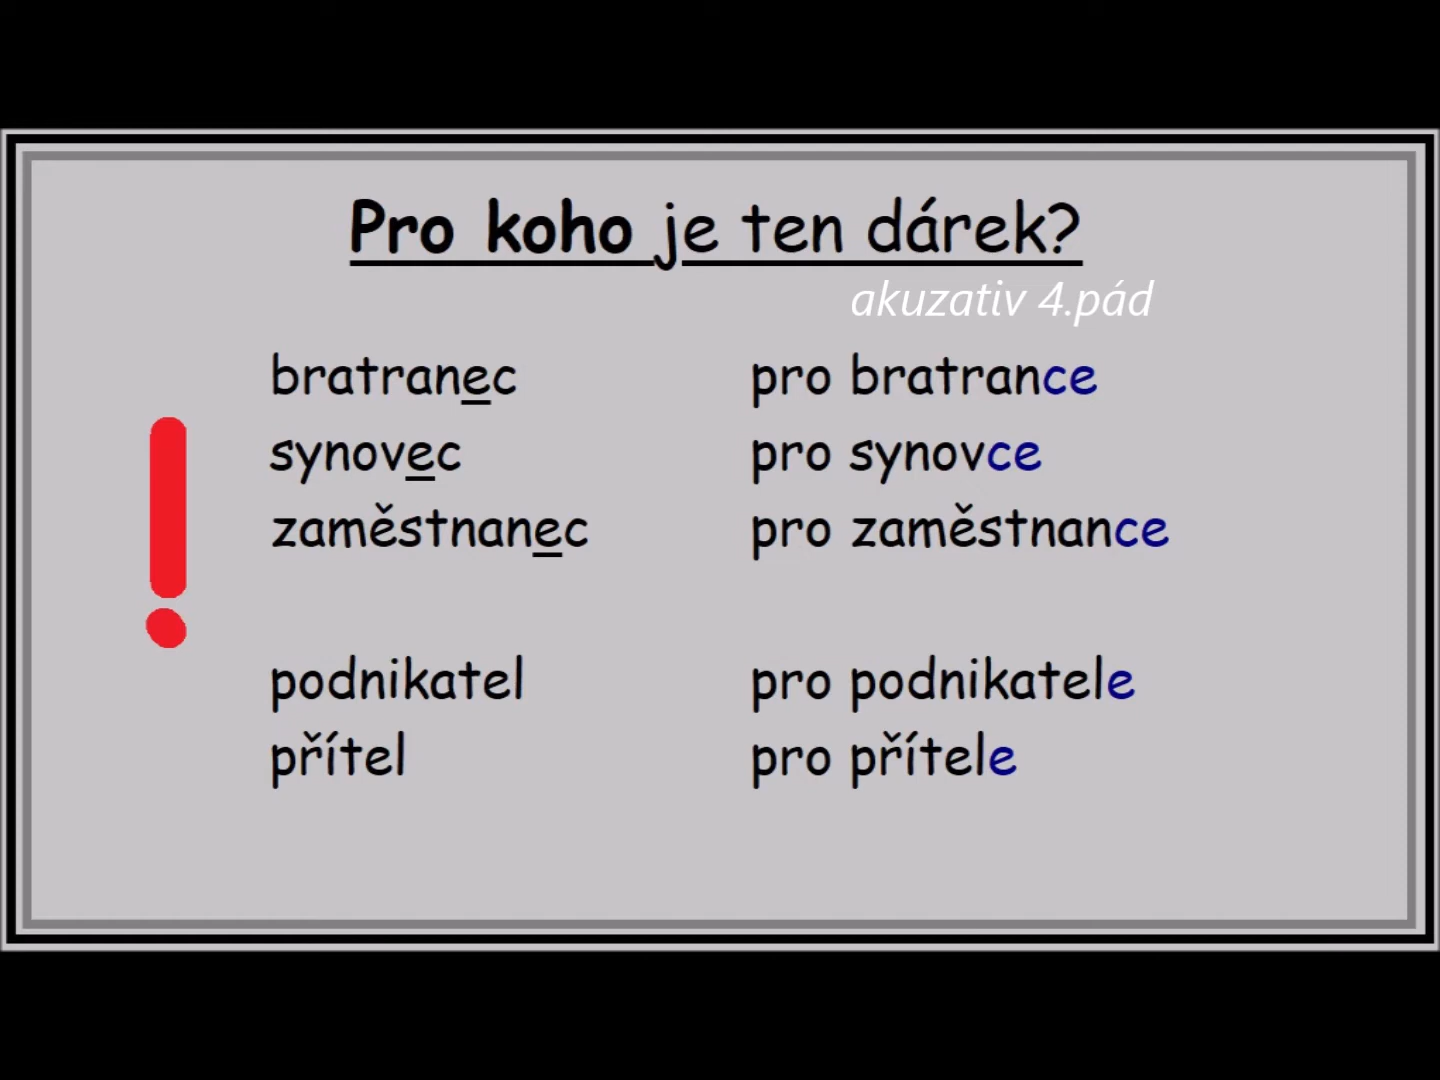 Pro koho je ten dárek?
akuzativ 4.pád
bratranec pro bratrance
synovec pro synovce
zaměstnanec pro zaměstnance
podnikatel pro podnikatele
přítel pro přítele